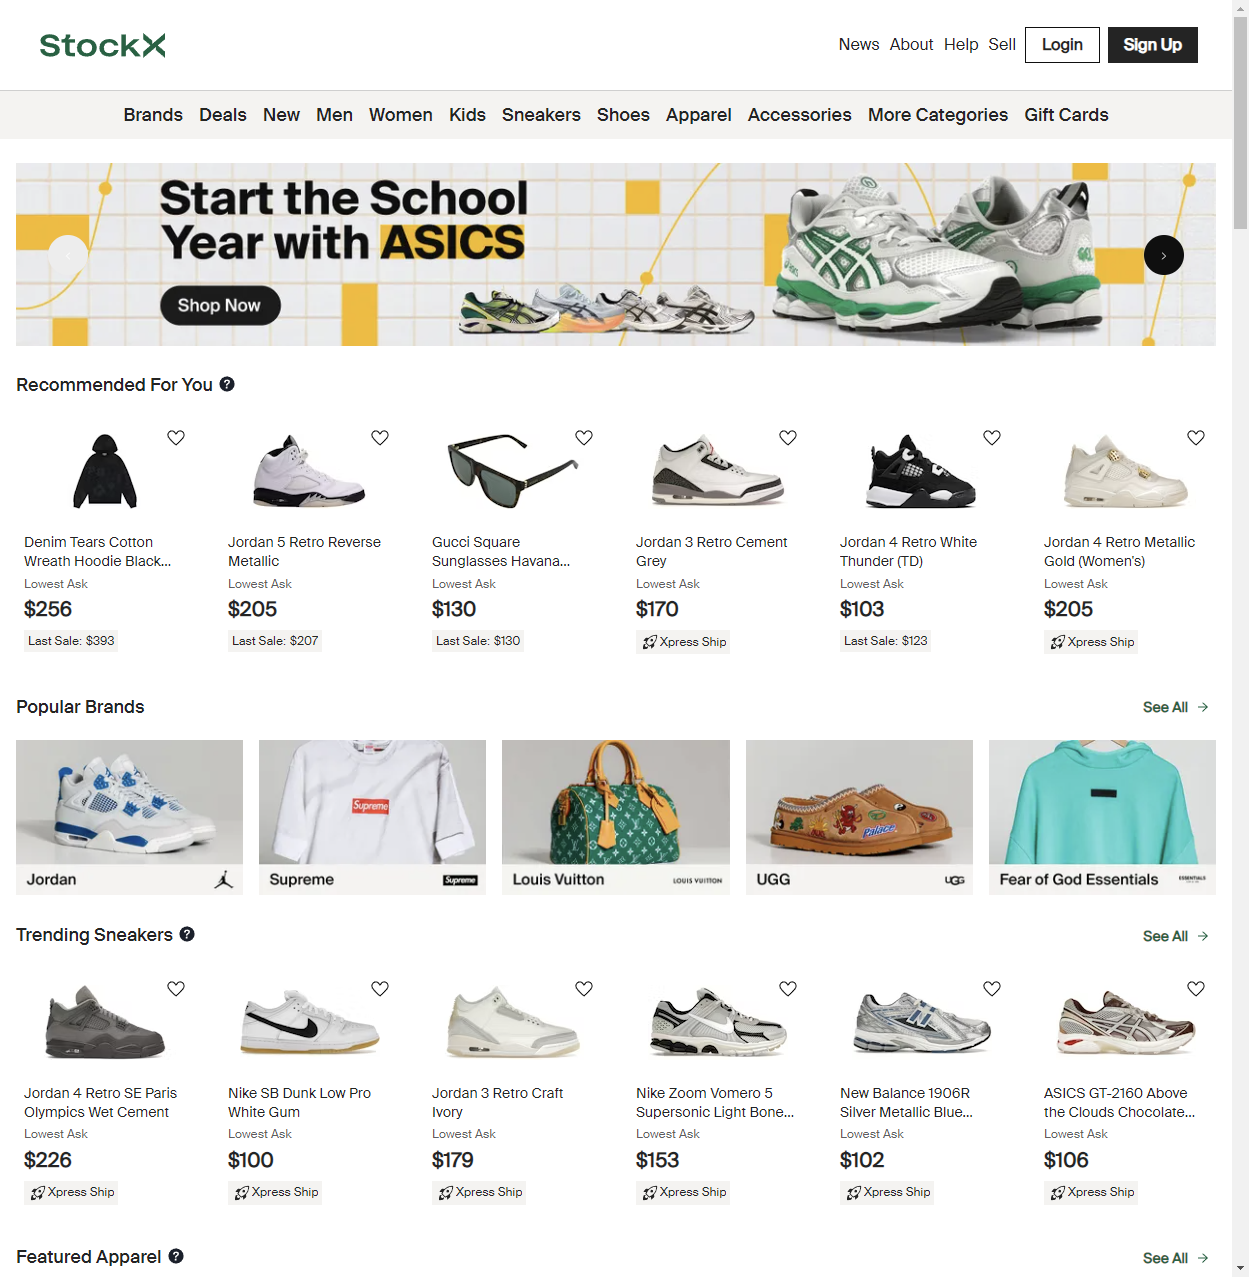 StockX
News About Help Sell Login Sign Up
Brands Deals New Men Women Kids Sneakers Shoes Apparel Accessories More Categories Gift Cards
Start the School
Year with ASICS
Shop Now
Recommended For You ?
Denim Tears Cotton
Wreath Hoodie Black...
Lowest Ask
$256
Last Sale: $393
Jordan 5 Retro Reverse
Metallic
Lowest Ask
$205
Last Sale: $207
Gucci Square
Sunglasses Havana...
Lowest Ask
$130
Last Sale: $130
Jordan 3 Retro Cement
Grey
Lowest Ask
$170
Xpress Ship
Jordan 4 Retro White
Thunder (TD)
Lowest Ask
$103
Last Sale: $123
Jordan 4 Retro Metallic
Gold (Women's)
Lowest Ask
$205
Xpress Ship
Popular Brands
See All
Jordan
Supreme
Supreme
Supreme
Louis Vuitton
LOUIS VUITTON
Palace
UGG
UGG
Fear of God Essentials
ESSENTIALS
Trending Sneakers ?
See All
Jordan 4 Retro SE Paris
Olympics Wet Cement
Lowest Ask
$226
Xpress Ship
Nike SB Dunk Low Pro
White Gum
Lowest Ask
$100
Xpress Ship
Jordan 3 Retro Craft
Ivory
Lowest Ask
$179
Xpress Ship
Nike Zoom Vomero 5
Supersonic Light Bone...
Lowest Ask
$153
Xpress Ship
New Balance 1906R
Silver Metallic Blue...
Lowest Ask
$102
Xpress Ship
ASICS GT-2160 Above
the Clouds Chocolate...
Lowest Ask
$106
Xpress Ship
Featured Apparel ?
See All